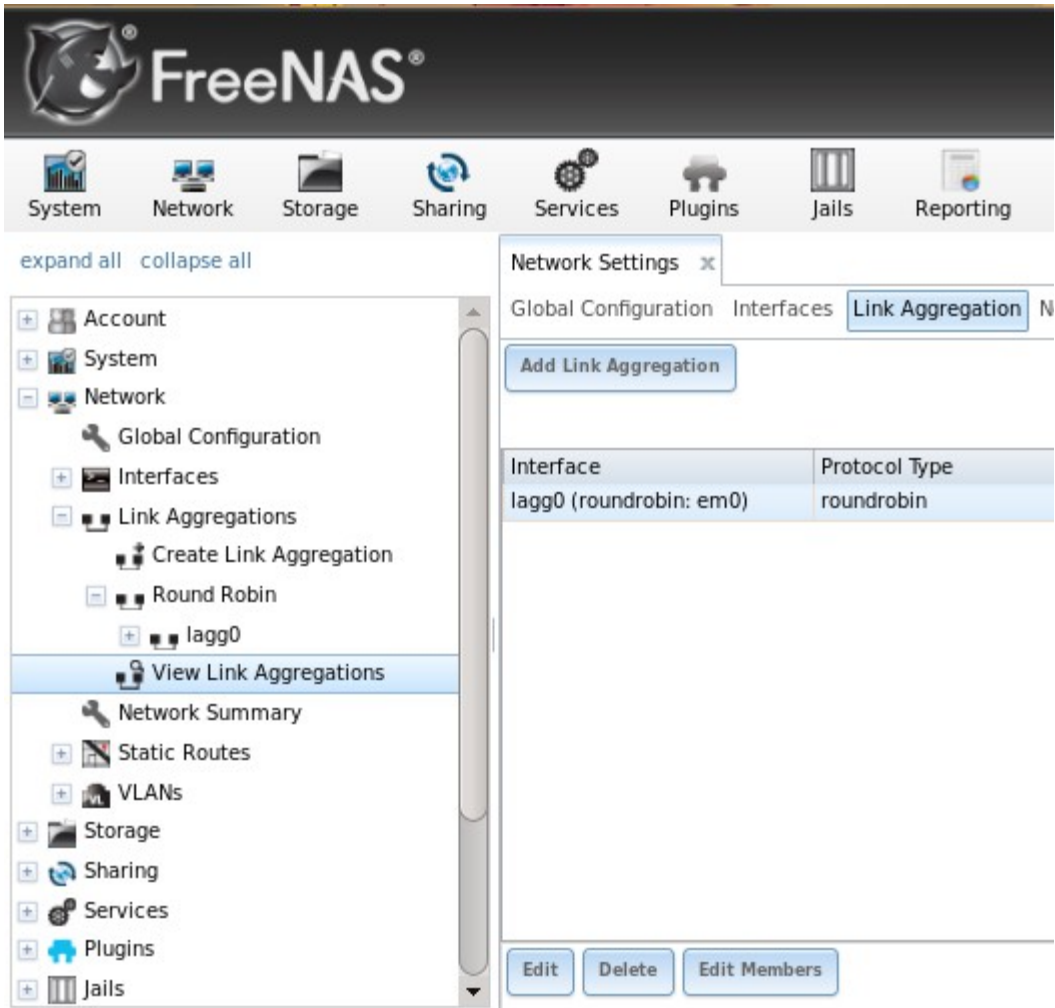 FreeNAS®
System Network Storage Sharing Services Plugins Jails Reporting
expand all collapse all
Account
System
Network
Global Configuration
Interfaces
Link Aggregations
Create Link Aggregation
Round Robin
lagg0
View Link Aggregations
Network Summary
Static Routes
VLANs
Storage
Sharing
Services
Plugins
Jails
Network Settings
Global Configuration Interfaces Link Aggregation
Add Link Aggregation
Interface Protocol Type
lagg0 (roundrobin: em0) roundrobin
Edit Delete Edit Members